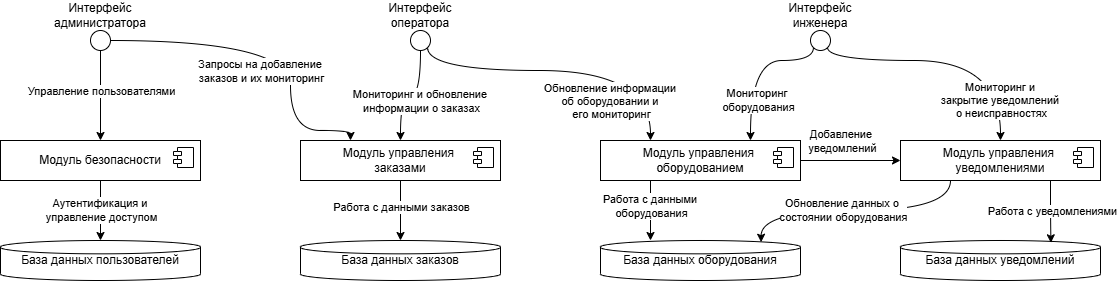 Интерфейс
администратора
Интерфейс
оператора
Интерфейс
инженера
Запросы на добавление
заказов и их мониторинг
Управление пользователями
Мониторинг и обновление
информации о заказах
Обновление информации
об оборудовании и
его мониторинг
Мониторинг
оборудования
Мониторинг и
закрытие уведомлений
о неисправностях
Модуль безопасности
Модуль управления
заказами
Модуль управления
оборудованием
Добавление
уведомлений
Модуль управления
уведомлениями
Аутентификация и
управление доступом
Работа с данными заказов
Работа с данными
оборудования
Обновление данных о
состоянии оборудования
Работа с уведомлениями
База данных пользователей
База данных заказов
База данных оборудования
База данных уведомлений